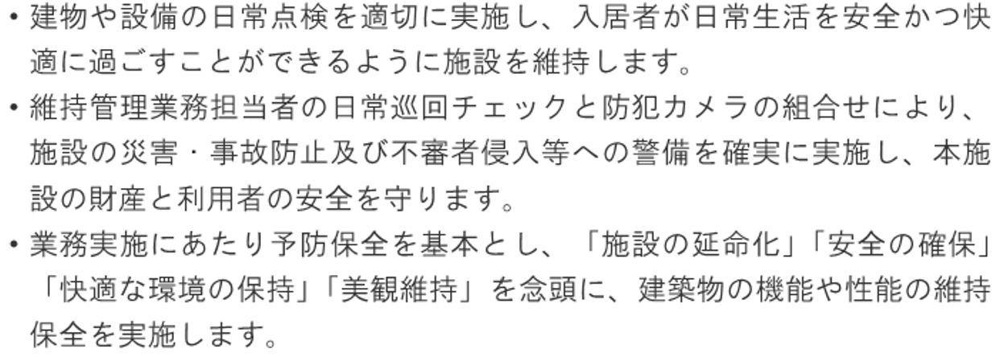 ・建物や設備の日常点検を適切に実施し、入居者が日常生活を安全かつ快
適に過ごすことができるように施設を維持します。
・維持管理業務担当者の日常巡回チェックと防犯カメラの組合せにより、
施設の災害・事故防止及び不審者侵入等への警備を確実に実施し、本施
設の財産と利用者の安全を守ります。
・業務実施にあたり予防保全を基本とし、「施設の延命化」「安全の確保」
「快適な環境の保持」「美観維持」を念頭に、建築物の機能や性能の維持
保全を実施します。